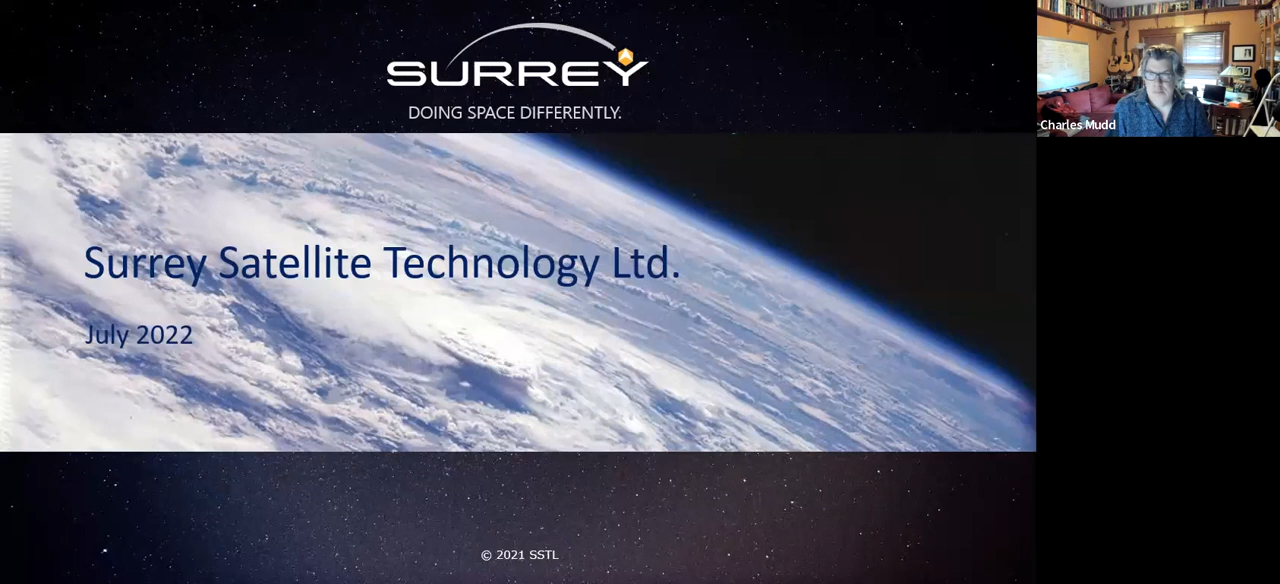 SURREY
DOING SPACE DIFFERENTLY.
Charles Mudd
Surrey Satellite Technology Ltd.
July 2022
© 2021 SSTL